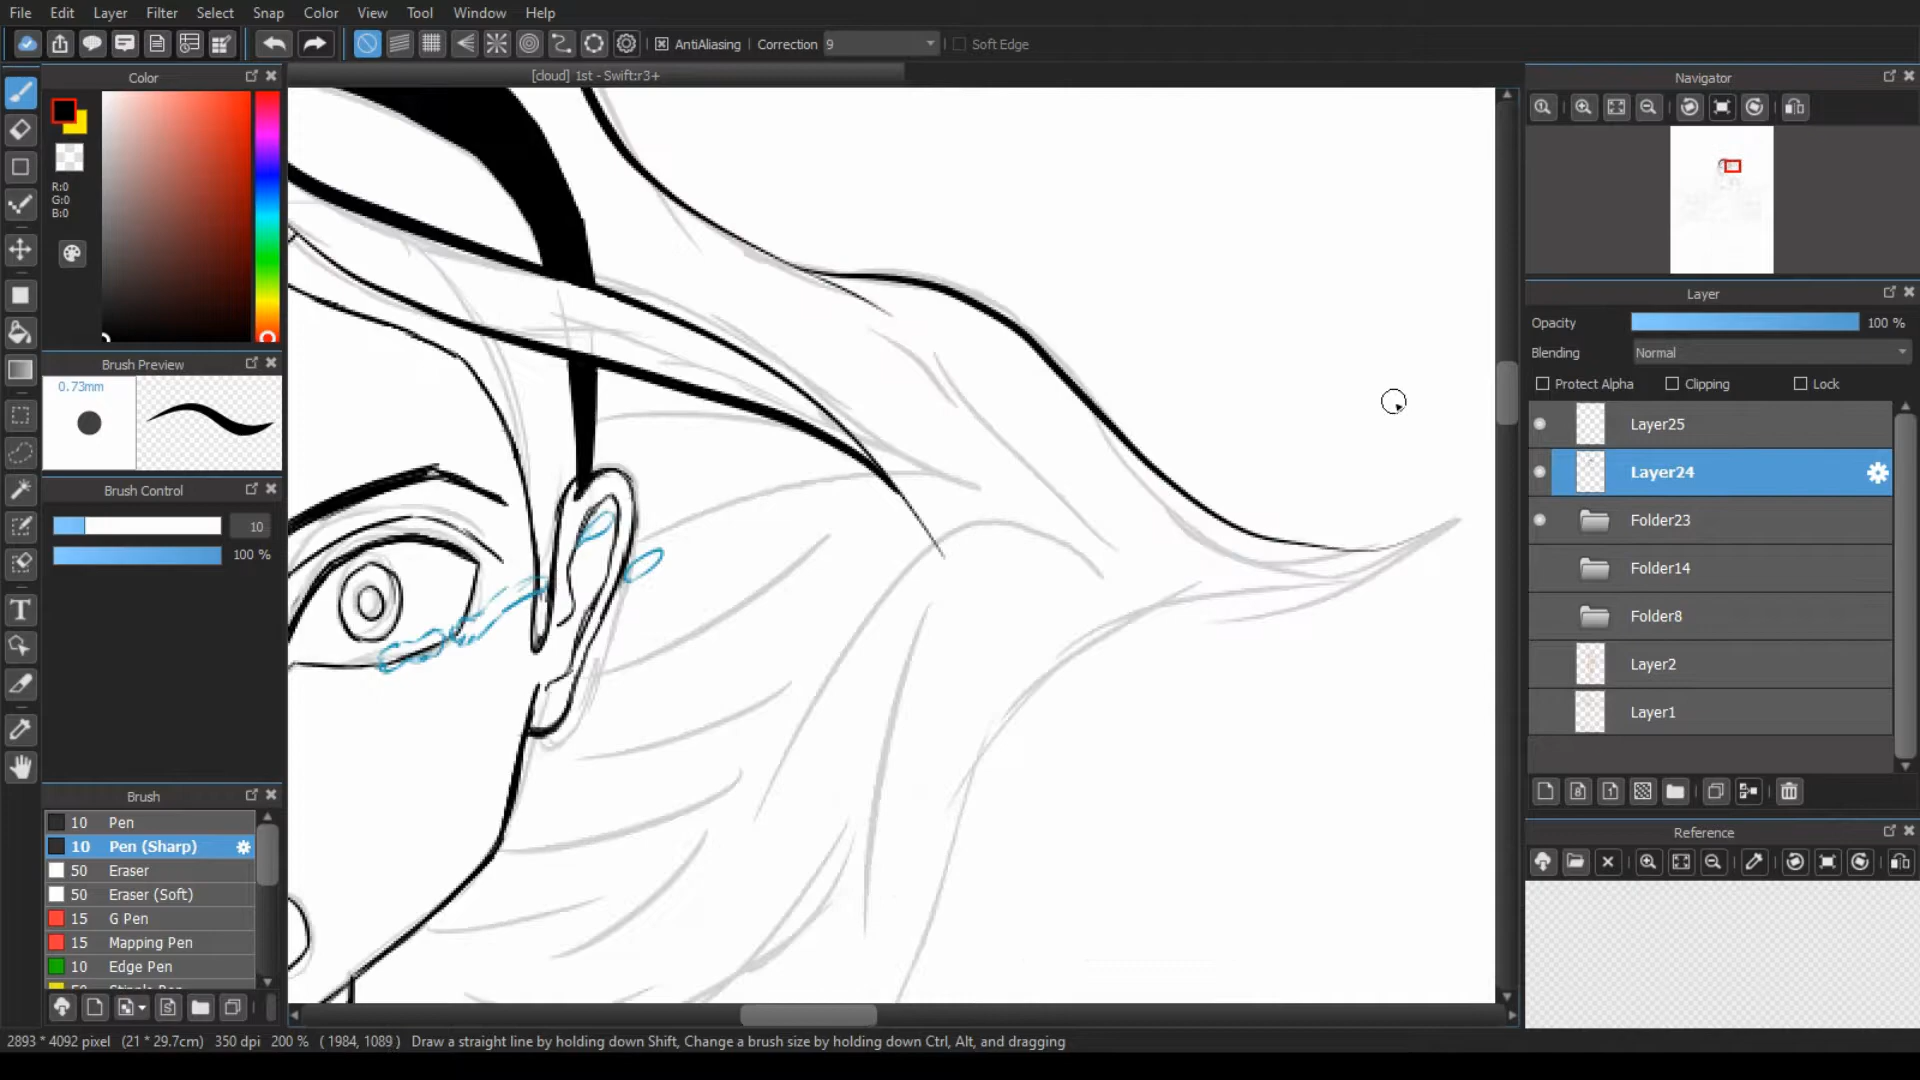 File Edit Layer Filter Select Snap Color View Tool Window Help
AntiAliasing Correction 9 Soft Edge
Color
[cloud] 1st - Swift:r3+
Navigator
R:0
G:0
B:0
Layer
Opacity 100 %
Blending Normal
Brush Preview
0.73mm
Protect Alpha Clipping Lock
Layer25
Layer24
Brush Control
10
100 %
Folder23
Folder14
Folder8
Layer2
Layer1
Brush
10 Pen
10 Pen (Sharp)
50 Eraser
50 Eraser (Soft)
15 G Pen
15 Mapping Pen
10 Edge Pen
Reference
2893 * 4092 pixel (21 * 29.7cm) 350 dpi 200 % ( 1984, 1089 ) Draw a straight line by holding down Shift, Change a brush size by holding down Ctrl, Alt, and dragging